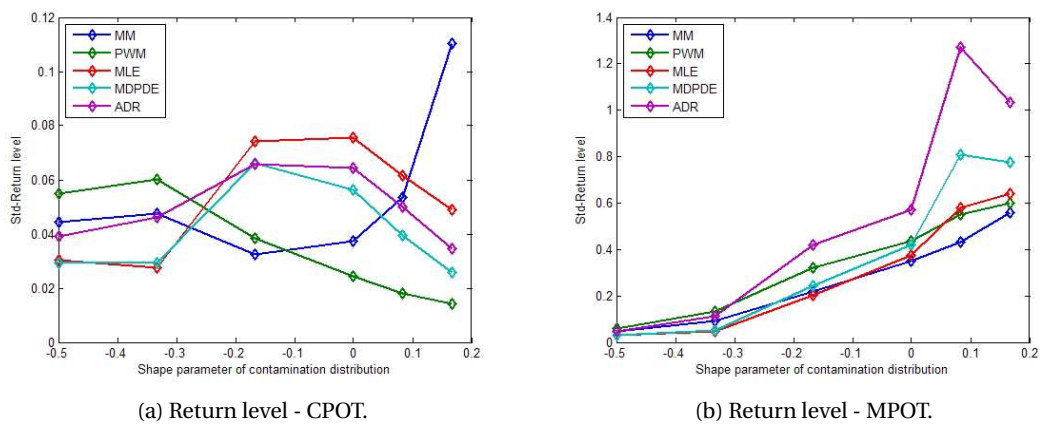 0.12
0.1
0.08
0.06
0.04
0.02
0
-0.5 -0.4 -0.3 -0.2 -0.1 0 0.1 0.2
Std-Return level
Shape parameter of contamination distribution
MM
PWM
MLE
MDPDE
ADR
(a) Return level - CPOT.
1.4
1.2
1
0.8
0.6
0.4
0.2
0
-0.5 -0.4 -0.3 -0.2 -0.1 0 0.1 0.2
Std-Return level
Shape parameter of contamination distribution
MM
PWM
MLE
MDPDE
ADR
(b) Return level - MPOT.